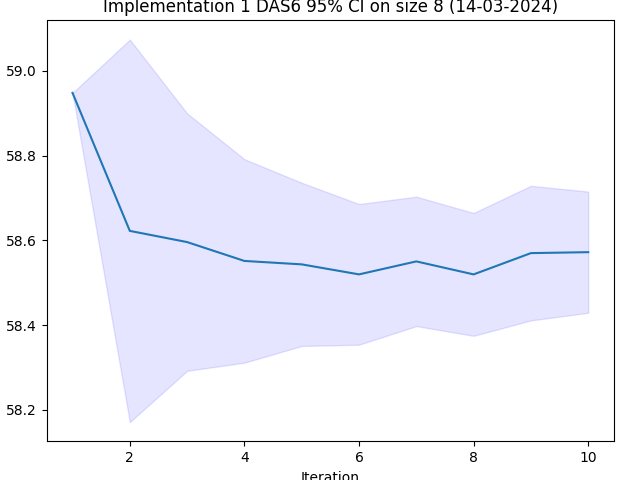 Implementation 1 DAS6 95% CI on size 8 (14-03-2024)
59.0
58.8
58.6
58.4
58.2
2 4 6 8 10
Iteration